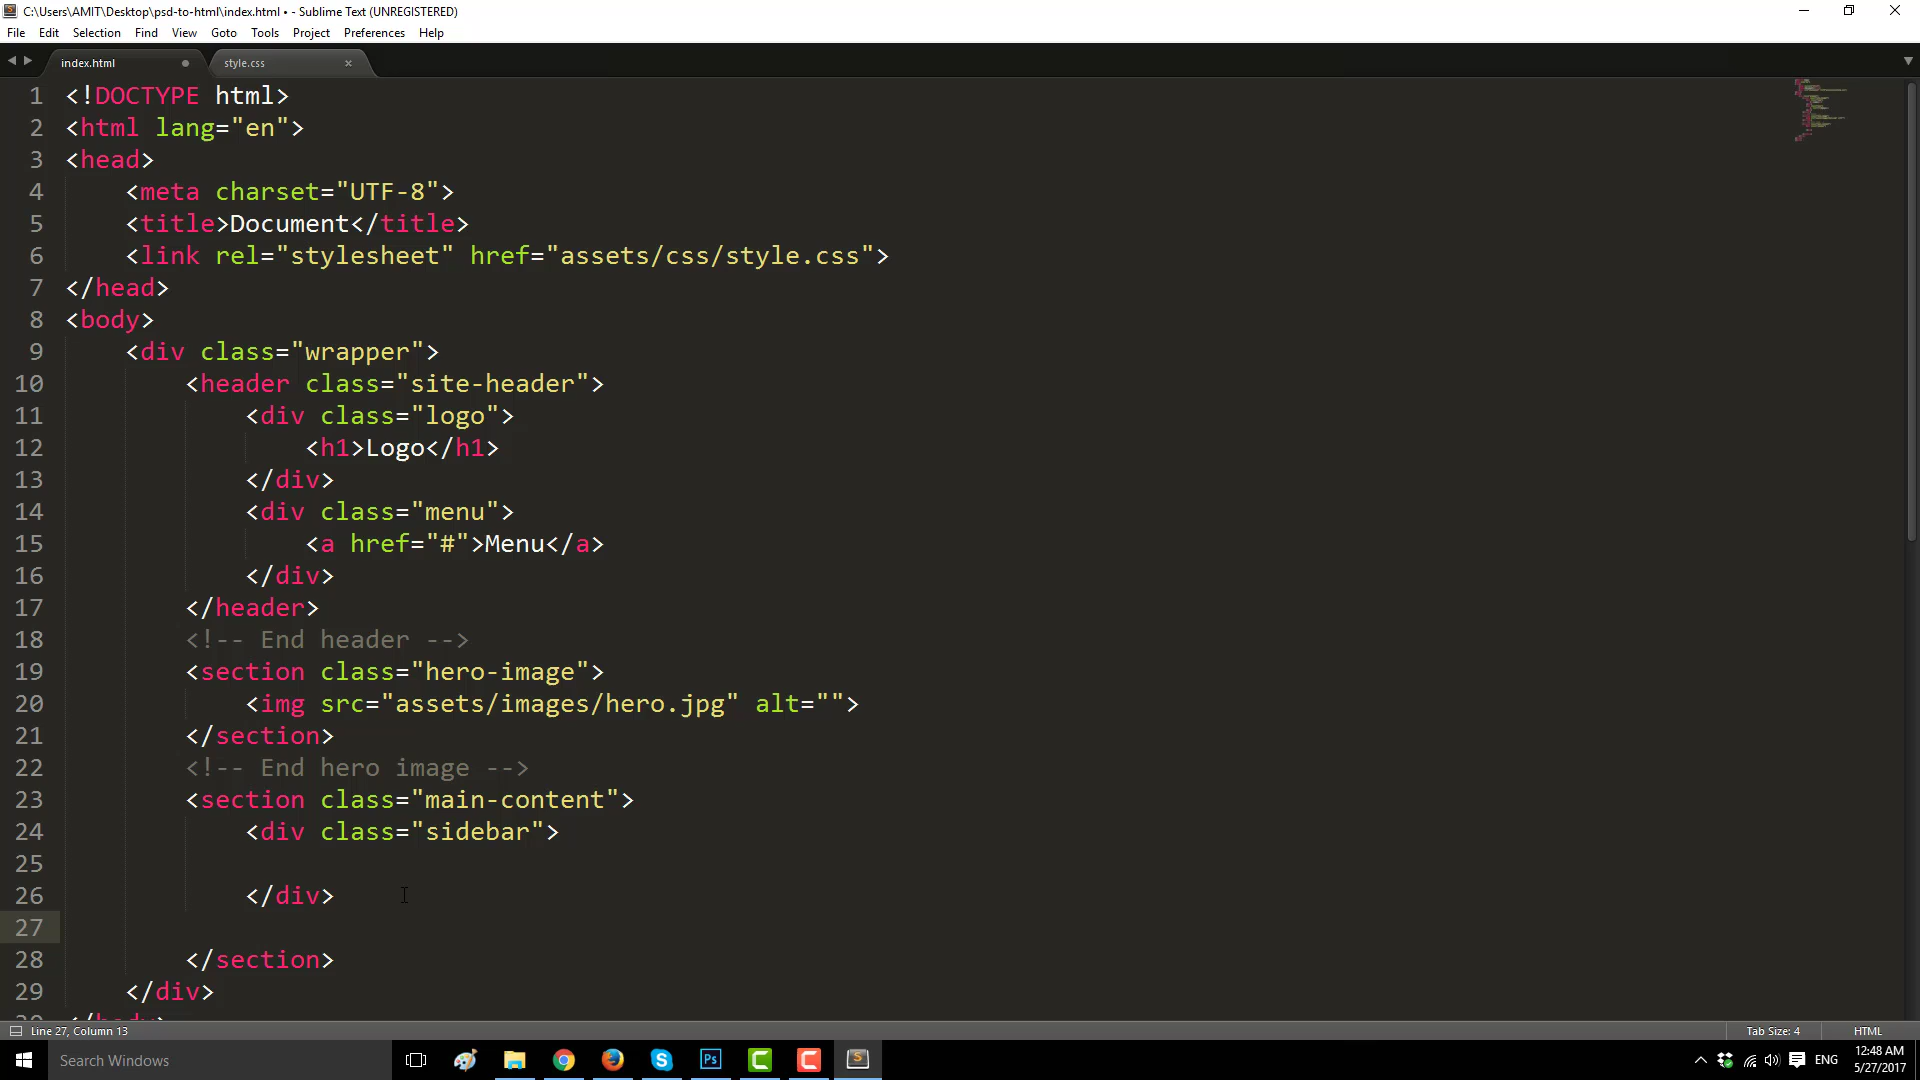 C:\Users\AMIT\Desktop\psd-to-html\index.html • - Sublime Text (UNREGISTERED)
File Edit Selection Find View Goto Tools Project Preferences Help
index.html style.css
1 <!DOCTYPE html>
2 <html lang="en">
3 <head>
4 <meta charset="UTF-8">
5 <title>Document</title>
6 <link rel="stylesheet" href="assets/css/style.css">
7 </head>
8 <body>
9 <div class="wrapper">
10 <header class="site-header">
11 <div class="logo">
12 <h1>Logo</h1>
13 </div>
14 <div class="menu">
15 <a href="#">Menu</a>
16 </div>
17 </header>
18 <!-- End header -->
19 <section class="hero-image">
20 <img src="assets/images/hero.jpg" alt="">
21 </section>
22 <!-- End hero image -->
23 <section class="main-content">
24 <div class="sidebar">
25
26 </div>
27
28 </section>
29 </div>
30 </body>
Line 27, Column 13 Tab Size: 4 HTML
Search Windows Ps ENG 12:48 AM
5/27/2017